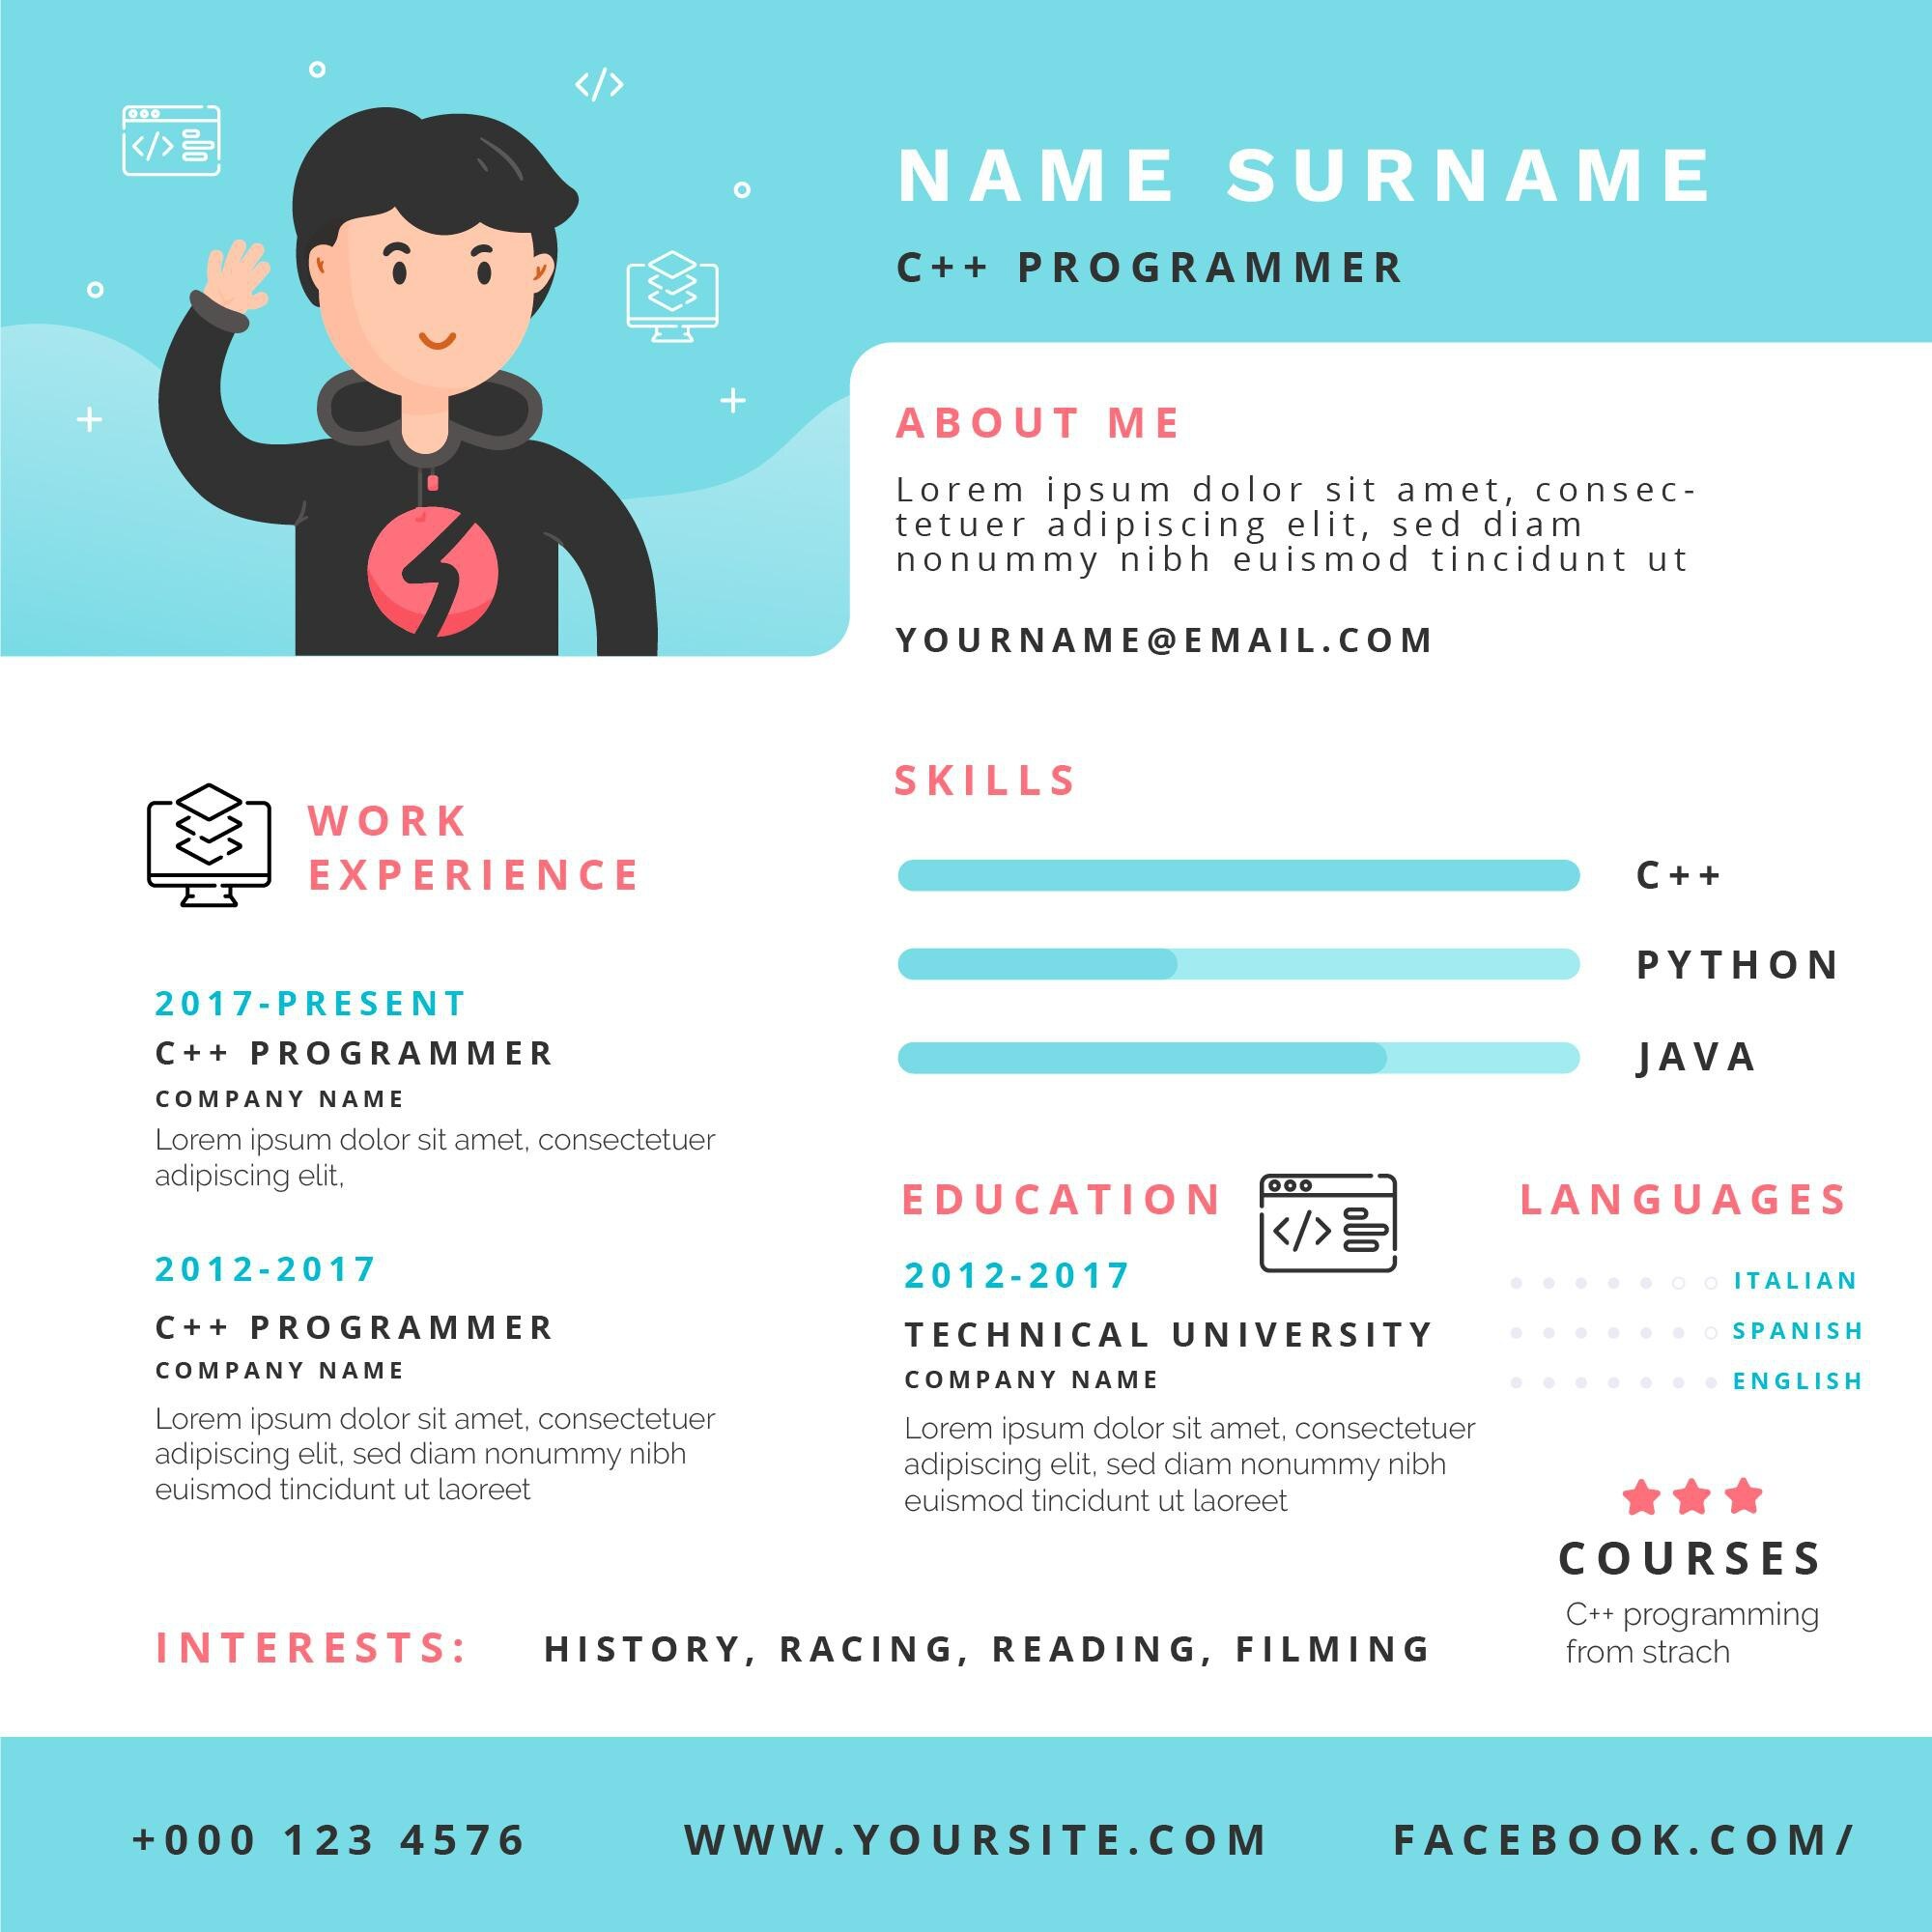 NAME SURNAME
C++ PROGRAMMER
ABOUT ME
Lorem ipsum dolor sit amet, consec-
tetuer adipiscing elit, sed diam
nonummy nibh euismod tincidunt ut
YOURNAME@EMAIL.COM
WORK
EXPERIENCE
2017-PRESENT
C++ PROGRAMMER
COMPANY NAME
Lorem ipsum dolor sit amet, consectetuer
adipiscing elit,
2012-2017
C++ PROGRAMMER
COMPANY NAME
Lorem ipsum dolor sit amet, consectetuer
adipiscing elit, sed diam nonummy nibh
euismod tincidunt ut laoreet
SKILLS
C++
PYTHON
JAVA
EDUCATION
2012-2017
TECHNICAL UNIVERSITY
COMPANY NAME
Lorem ipsum dolor sit amet, consectetuer
adipiscing elit, sed diam nonummy nibh
euismod tincidunt ut laoreet
LANGUAGES
ITALIAN
SPANISH
ENGLISH
COURSES
C++ programming
from strach
INTERESTS: HISTORY, RACING, READING, FILMING
+000 123 4576 WWW.YOURSITE.COM FACEBOOK.COM/